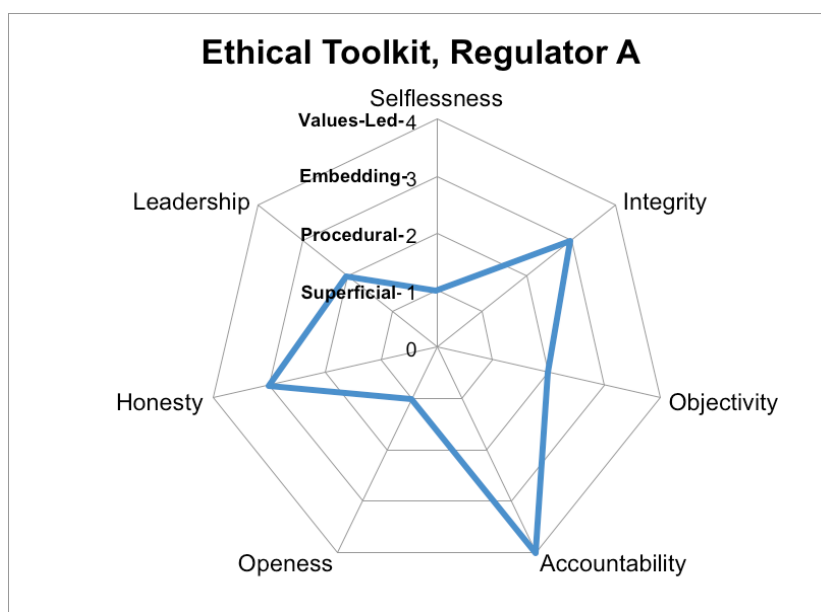 Ethical Toolkit, Regulator A
Selflessness
Values-Led- 4
Embedding- 3
Leadership
Integrity
Procedural- 2
Superficial- 1
0
Honesty
Objectivity
Openess
Accountability